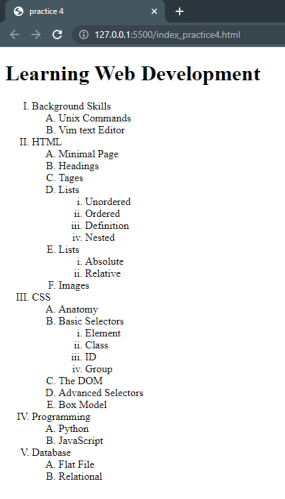 practice 4
127.0.0.1:5500/index_practice4.html
Learning Web Development
I. Background Skills
A. Unix Commands
B. Vim text Editor
II. HTML
A. Minimal Page
B. Headings
C. Tages
D. Lists
i. Unordered
ii. Ordered
iii. Definition
iv. Nested
E. Lists
i. Absolute
ii. Relative
F. Images
III. CSS
A. Anatomy
B. Basic Selectors
i. Element
ii. Class
iii. ID
iv. Group
C. The DOM
D. Advanced Selectors
E. Box Model
IV. Programming
A. Python
B. JavaScript
V. Database
A. Flat File
B. Relational